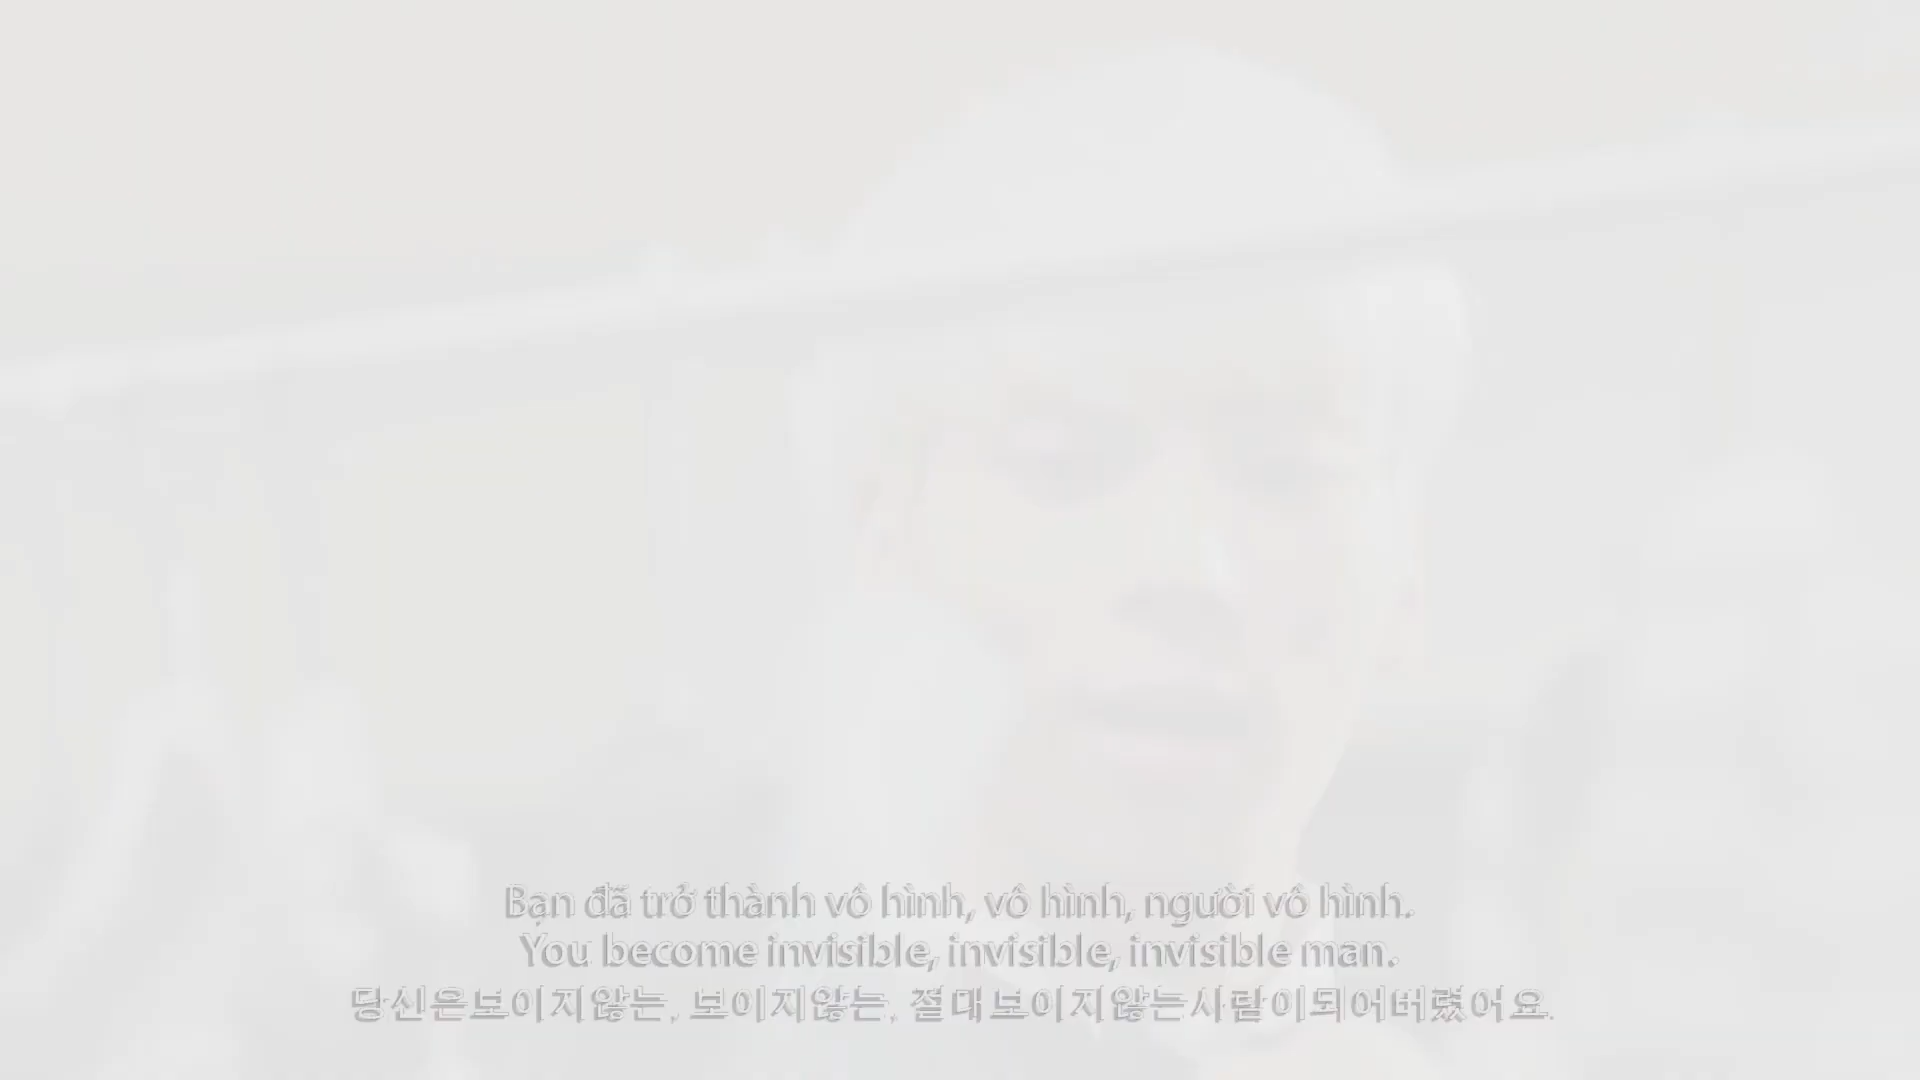 Bạn đã trở thành vô hình, vô hình, người vô hình.
You become invisible, invisible, invisible man.
당신은보이지않는, 보이지않는, 절대보이지않는사람이되어버렸어요.